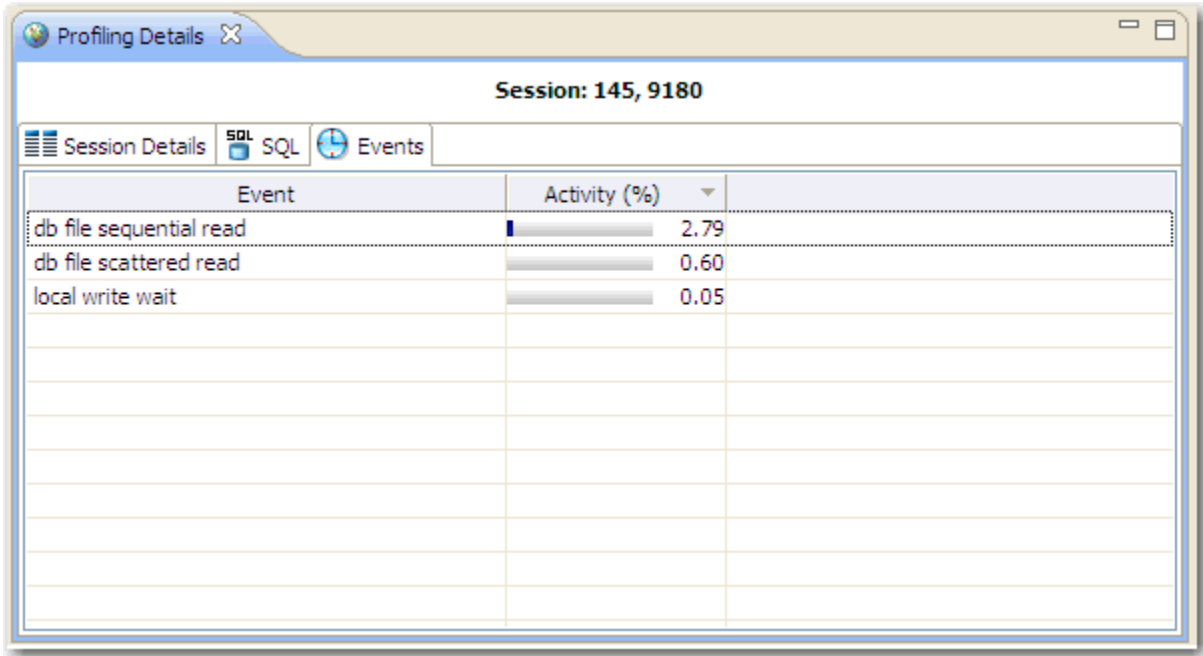 Profiling Details
Session: 145, 9180
Session Details SQL SQL Events
Event Activity (%)
db file sequential read 2.79
db file scattered read 0.60
local write wait 0.05